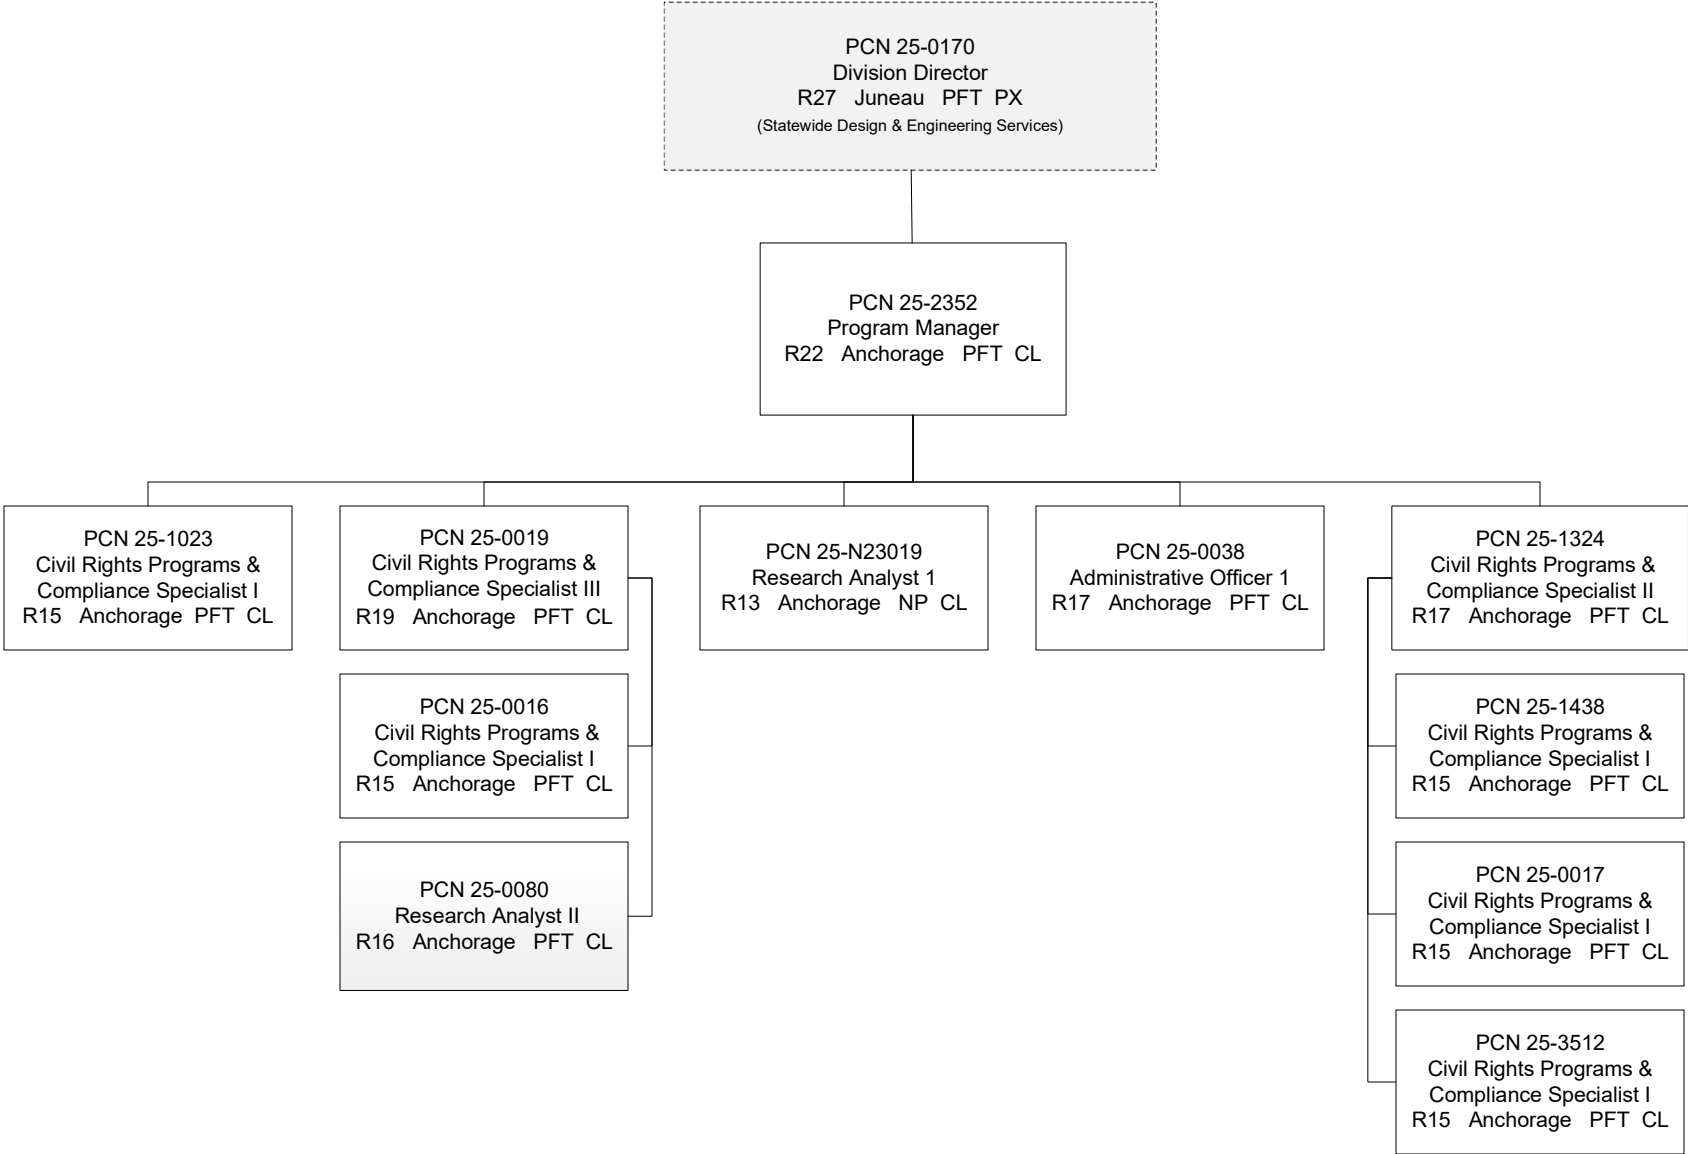 PCN 25-0170
Division Director
R27 Juneau PFT PX
(Statewide Design & Engineering Services)
PCN 25-2352
Program Manager
R22 Anchorage PFT CL
PCN 25-1023
Civil Rights Programs &
Compliance Specialist I
R15 Anchorage PFT CL
PCN 25-0019
Civil Rights Programs &
Compliance Specialist III
R19 Anchorage PFT CL
PCN 25-N23019
Research Analyst 1
R13 Anchorage NP CL
PCN 25-0038
Administrative Officer 1
R17 Anchorage PFT CL
PCN 25-1324
Civil Rights Programs &
Compliance Specialist II
R17 Anchorage PFT CL
PCN 25-0016
Civil Rights Programs &
Compliance Specialist I
R15 Anchorage PFT CL
PCN 25-1438
Civil Rights Programs &
Compliance Specialist I
R15 Anchorage PFT CL
PCN 25-0080
Research Analyst II
R16 Anchorage PFT CL
PCN 25-0017
Civil Rights Programs &
Compliance Specialist I
R15 Anchorage PFT CL
PCN 25-3512
Civil Rights Programs &
Compliance Specialist I
R15 Anchorage PFT CL